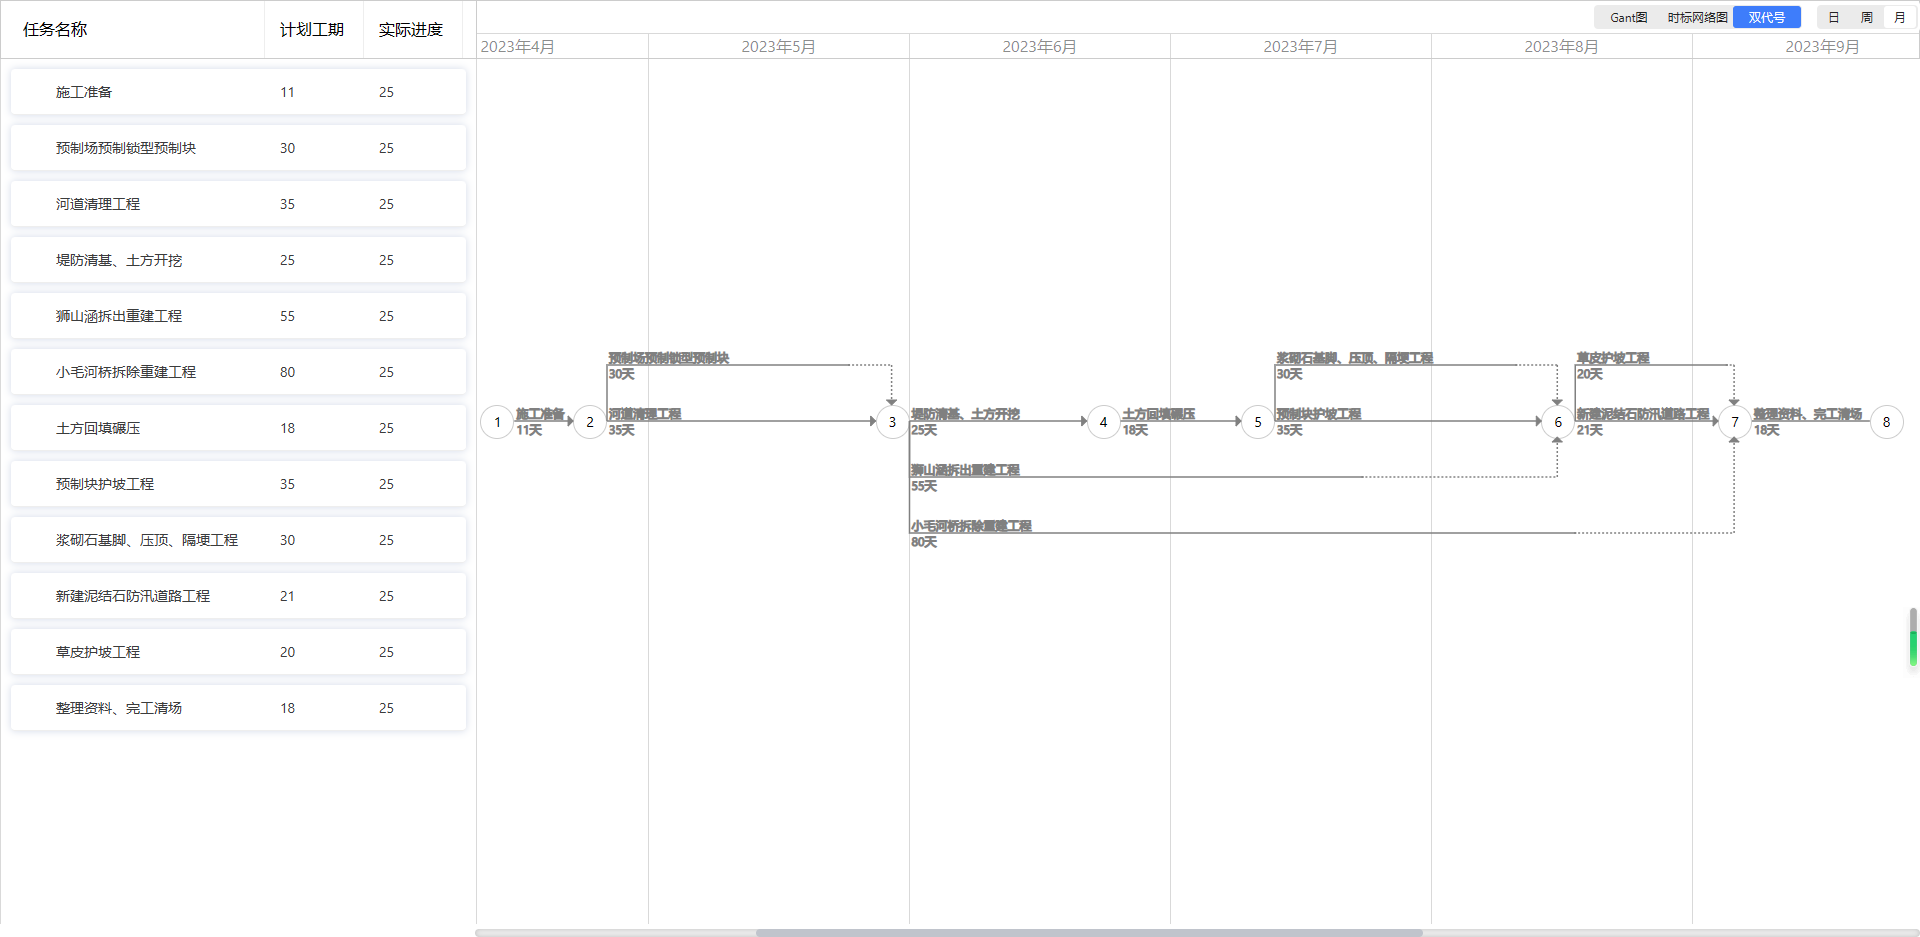 任务名称 计划工期 实际进度
Gant图 时标网络图 双代号 日 周 月
2023年4月 2023年5月 2023年6月 2023年7月 2023年8月 2023年9月
施工准备 11 25
预制场预制锁型预制块 30 25
河道清理工程 35 25
堤防清基、土方开挖 25 25
狮山涵拆出重建工程 55 25
小毛河桥拆除重建工程 80 25
土方回填碾压 18 25
预制块护坡工程 35 25
浆砌石基脚、压顶、隔埂工程 30 25
新建泥结石防汛道路工程 21 25
草皮护坡工程 20 25
整理资料、完工清场 18 25
预制场预制锁型预制块
30天
浆砌石基脚、压顶、隔埂工程
30天
草皮护坡工程
20天
1
施工准备
11天
2
河道清理工程
35天
3
堤防清基、土方开挖
25天
4
土方回填碾压
18天
5
预制块护坡工程
35天
6
新建泥结石防汛道路工程
21天
7
整理资料、完工清场
18天
8
狮山涵拆出重建工程
55天
小毛河桥拆除重建工程
80天